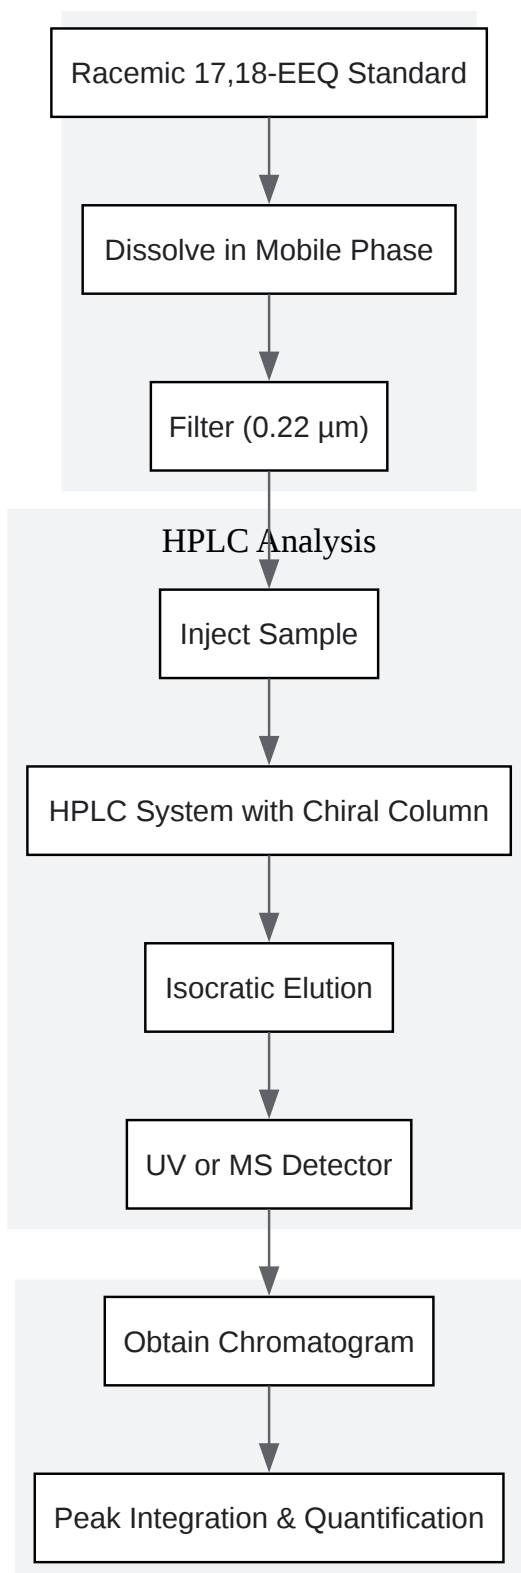 Racemic 17,18-EEQ Standard
Dissolve in Mobile Phase
Filter (0.22 µm)
HPLC Analysis
Inject Sample
HPLC System with Chiral Column
Isocratic Elution
UV or MS Detector
Obtain Chromatogram
Peak Integration & Quantification